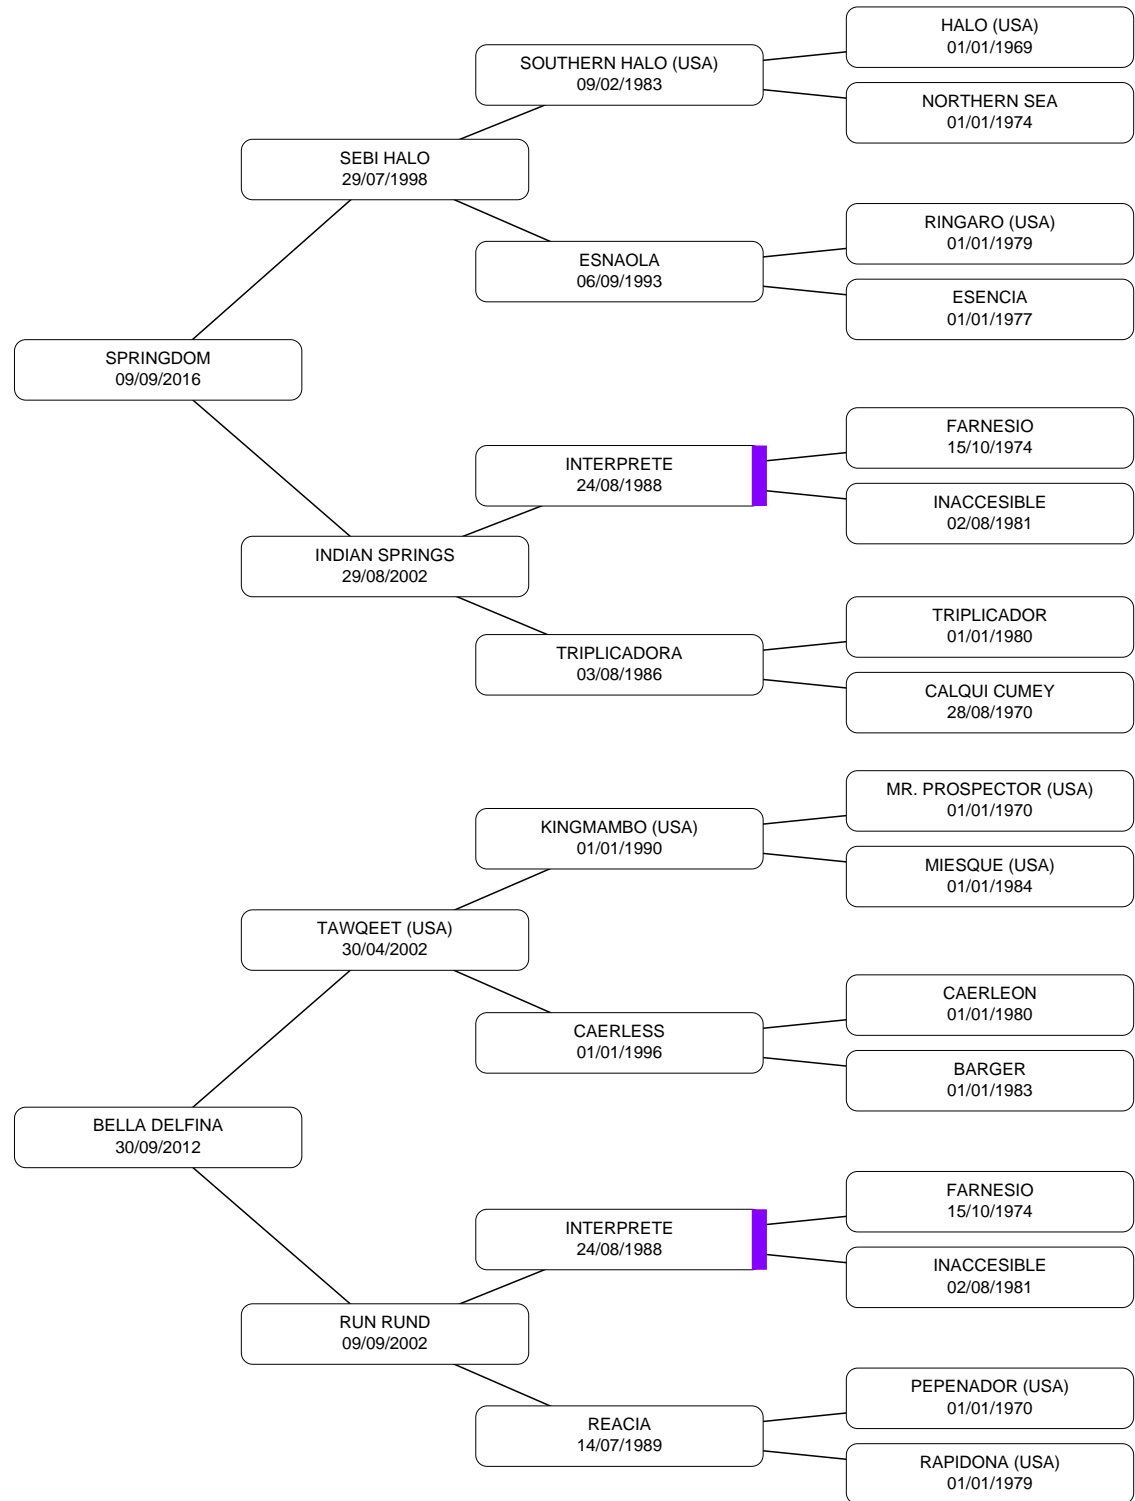 HALO (USA)
01/01/1969
SOUTHERN HALO (USA)
09/02/1983
NORTHERN SEA
01/01/1974
SEBI HALO
29/07/1998
RINGARO (USA)
01/01/1979
ESNAOLA
06/09/1993
ESENCIA
01/01/1977
SPRINGDOM
09/09/2016
FARNESIO
15/10/1974
INTERPRETE
24/08/1988
INACCESIBLE
02/08/1981
INDIAN SPRINGS
29/08/2002
TRIPLICADOR
01/01/1980
TRIPLICADORA
03/08/1986
CALQUI CUMEY
28/08/1970
MR. PROSPECTOR (USA)
01/01/1970
KINGMAMBO (USA)
01/01/1990
MIESQUE (USA)
01/01/1984
TAWQEET (USA)
30/04/2002
CAERLEON
01/01/1980
CAERLESS
01/01/1996
BARGER
01/01/1983
BELLA DELFINA
30/09/2012
FARNESIO
15/10/1974
INTERPRETE
24/08/1988
INACCESIBLE
02/08/1981
RUN RUND
09/09/2002
PEPENADOR (USA)
01/01/1970
REACIA
14/07/1989
RAPIDONA (USA)
01/01/1979